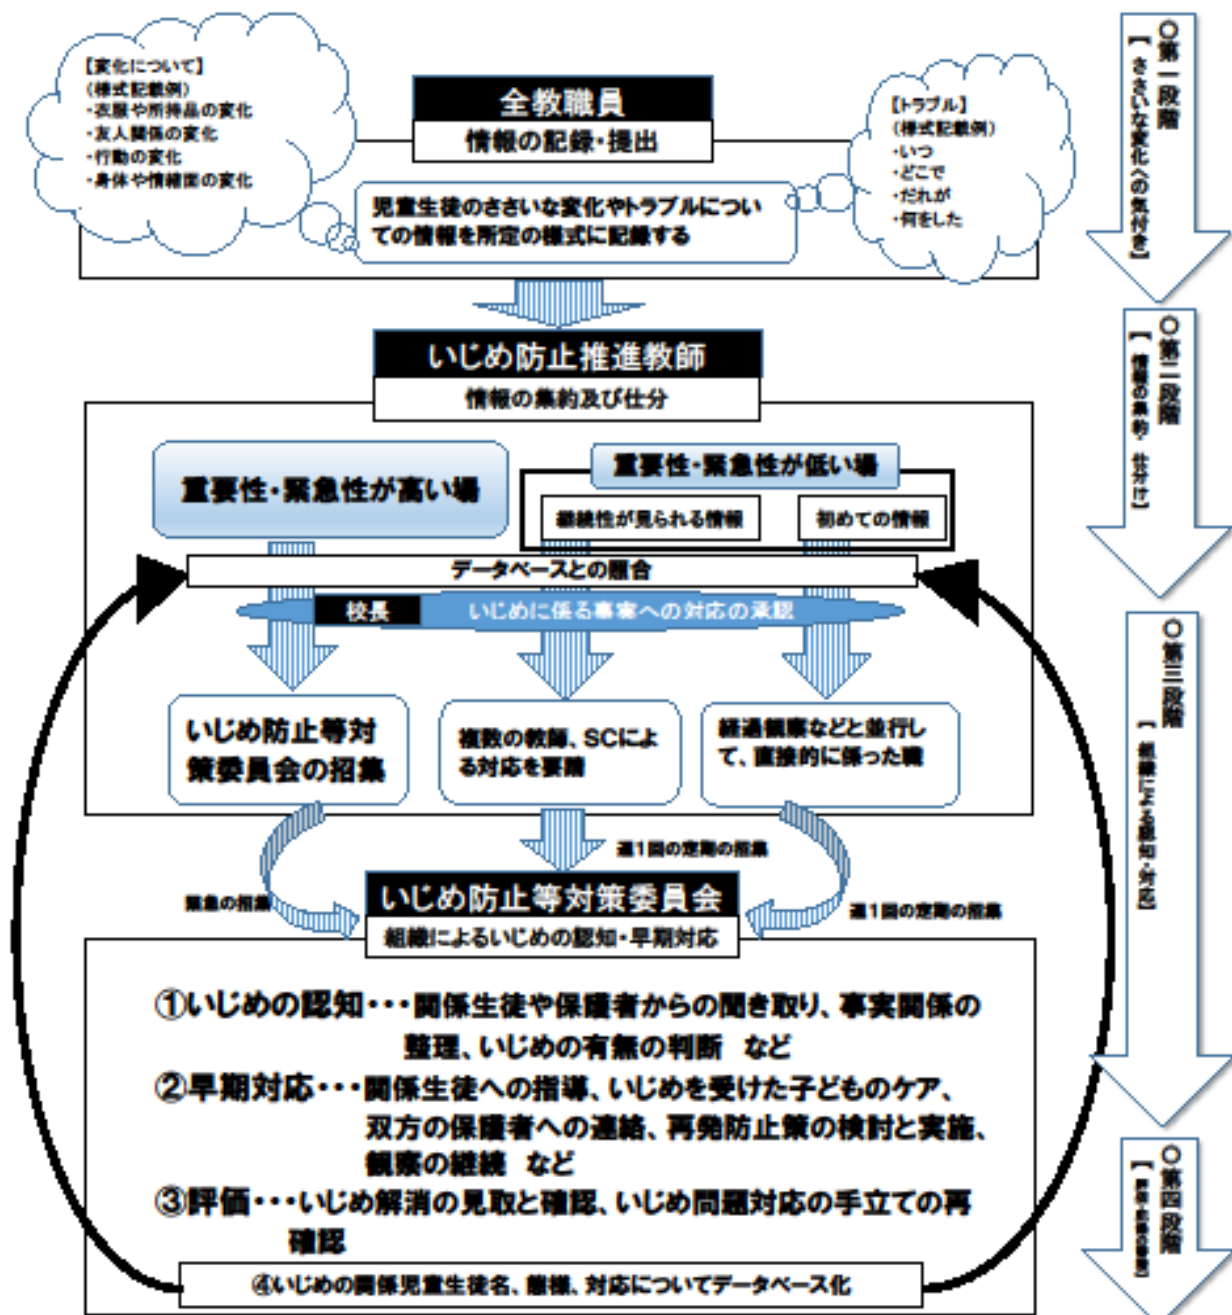 【変化について】
(様式記載例)
・衣服や所持品の変化
・友人関係の変化
・行動の変化
・身体や情緒面の変化
全教職員
情報の記録・提出
【トラブル】
(様式記載例)
・いつ
・どこで
・だれが
・何をした
児童生徒のささいな変化やトラブルについ
ての情報を所定の様式に記録する
〇第一段階
【ささいな変化への気付き】
いじめ防止推進教師
情報の集約及び仕分
〇第二段階
【情報の集約・仕分け】
重要性・緊急性が高い場
重要性・緊急性が低い場
継続性が見られる情報
初めての情報
データベースとの照合
校長
いじめに係る事実への対応の承認
いじめ防止等対
策委員会の招集
複数の教師、SCによ
る対応を要請
経過観察などと並行し
て、直接的に係った職
〇第三段階
【組織による認知・対応】
週1回の定期の招集
緊急の招集
週1回の定期の招集
いじめ防止等対策委員会
組織によるいじめの認知・早期対応
①いじめの認知・・・関係生徒や保護者からの聞き取り、事実関係の
整理、いじめの有無の判断 など
②早期対応・・・関係生徒への指導、いじめを受けた子どものケア、
双方の保護者への連絡、再発防止策の検討と実施、
観察の継続 など
③評価・・・いじめ解消の見取と確認、いじめ問題対応の手立ての再
確認
④いじめの関係児童生徒名、態様、対応についてデータベース化
〇第四段階